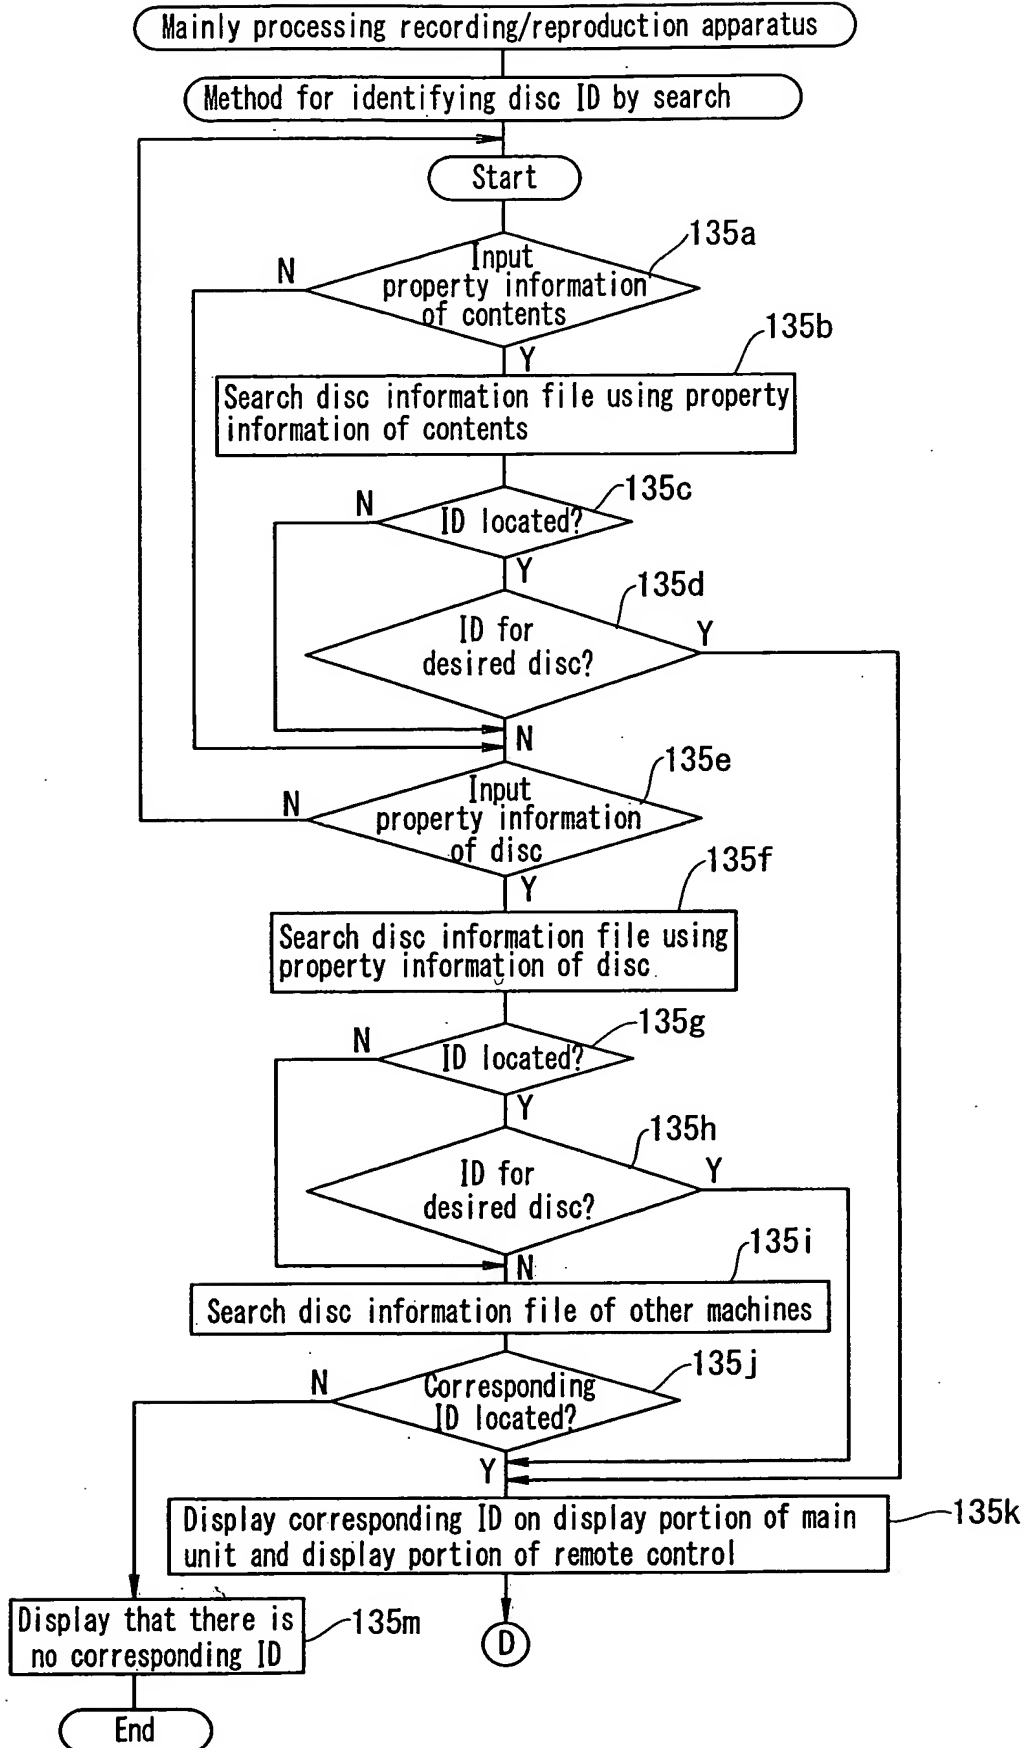 Mainly processing recording/reproduction apparatus
Method for identifying disc ID by search
Start
135a
Input
property information
of contents
N
Y
135b
Search disc information file using property
information of contents
135c
N
ID located?
Y
135d
ID for
desired disc?
Y
N
135e
Input
property information
of disc
N
Y
135f
Search disc information file using
property information of disc
135g
N
ID located?
Y
135h
ID for
desired disc?
Y
N
135i
Search disc information file of other machines
135j
N
Corresponding
ID located?
Y
135k
Display corresponding ID on display portion of main
unit and display portion of remote control
135m
Display that there is
no corresponding ID
D
End